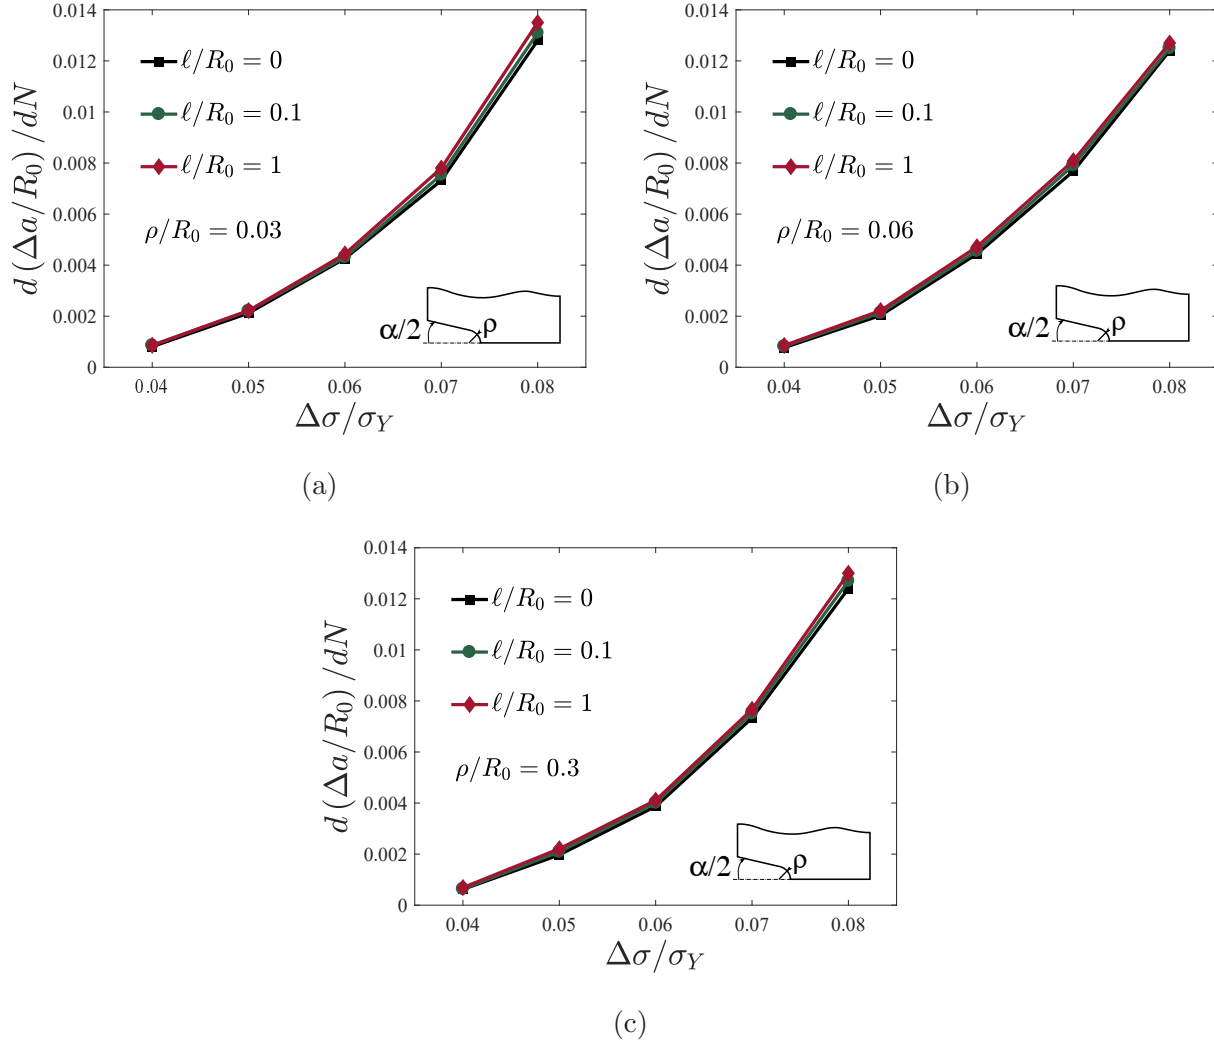 0.014
0.012
0.01
0.008
0.006
0.004
0.002
0
d (Δa/R₀) /dN
ℓ/R₀ = 0
ℓ/R₀ = 0.1
ℓ/R₀ = 1
ρ/R₀ = 0.03
α/2
ρ
0.04 0.05 0.06 0.07 0.08
Δσ/σ_Y
(a)
0.014
0.012
0.01
0.008
0.006
0.004
0.002
0
d (Δa/R₀) /dN
ℓ/R₀ = 0
ℓ/R₀ = 0.1
ℓ/R₀ = 1
ρ/R₀ = 0.06
α/2
ρ
0.04 0.05 0.06 0.07 0.08
Δσ/σ_Y
(b)
0.014
0.012
0.01
0.008
0.006
0.004
0.002
0
d (Δa/R₀) /dN
ℓ/R₀ = 0
ℓ/R₀ = 0.1
ℓ/R₀ = 1
ρ/R₀ = 0.3
α/2
ρ
0.04 0.05 0.06 0.07 0.08
Δσ/σ_Y
(c)